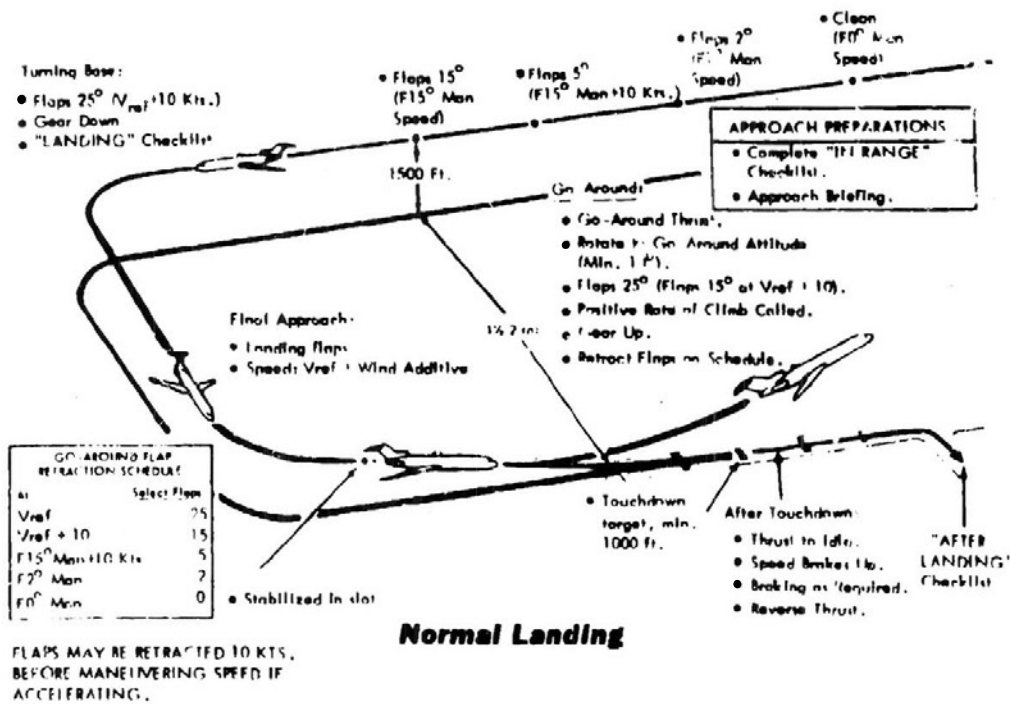 Turning Base:
• Flaps 25° (Vref +10 Kts.)
• Gear Down
• "LANDING" Checklist
• Flaps 15°
(F15° Man
Speed)
• Flaps 5°
(F15° Man+10 Kts.)
• Flaps 2°
Man
Speed)
• Clean
(F0° Man
Speed)
APPROACH PREPARATIONS
• Complete "IN RANGE"
Checklist.
• Approach Briefing.
1500 Ft.
Go Around:
• Go-Around Thrust.
• Rotate to Go Around Attitude
(Min.
• Flaps 25° (Flaps 15° at Vref + 10).
• Positive Rate of Climb Called.
• Gear Up.
• Retract Flaps on Schedule.
Final Approach:
• Landing flaps
• Speed: Vref + Wind Additive
GO-AROUND FLAP
RETRACTION SCHEDULE
At Select Flaps
Vref 25
Vref + 10 15
F15° Man+10 Kts 5
F2° Man 2
F0° Man 0
• Stabilized in slot
• Touchdown
target, min.
1000 ft.
After Touchdown:
• Thrust to Idle.
• Speed Brakes Up.
• Braking as Required.
• Reverse Thrust.
"AFTER
LANDING"
Checklist
Normal Landing
FLAPS MAY BE RETRACTED 10 KTS.
BEFORE MANEUVERING SPEED IF
ACCELERATING.